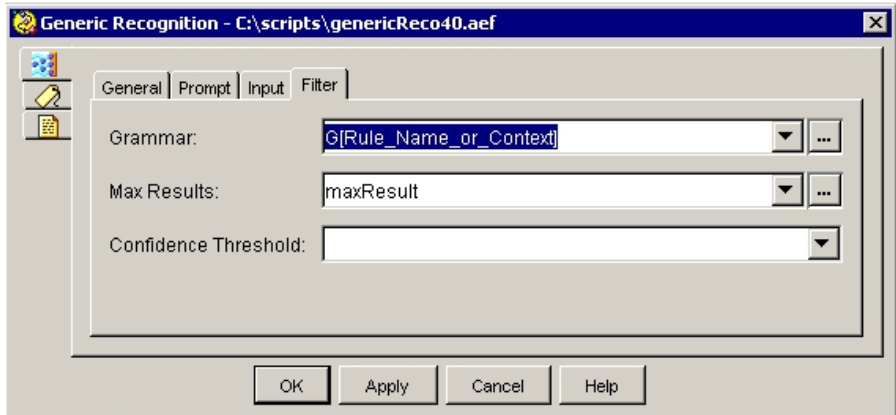 Generic Recognition - C:\scripts\genericReco40.aef
General Prompt Input Filter
Grammar: G[Rule_Name_or_Context] ...
Max Results: maxResult ...
Confidence Threshold:
OK Apply Cancel Help